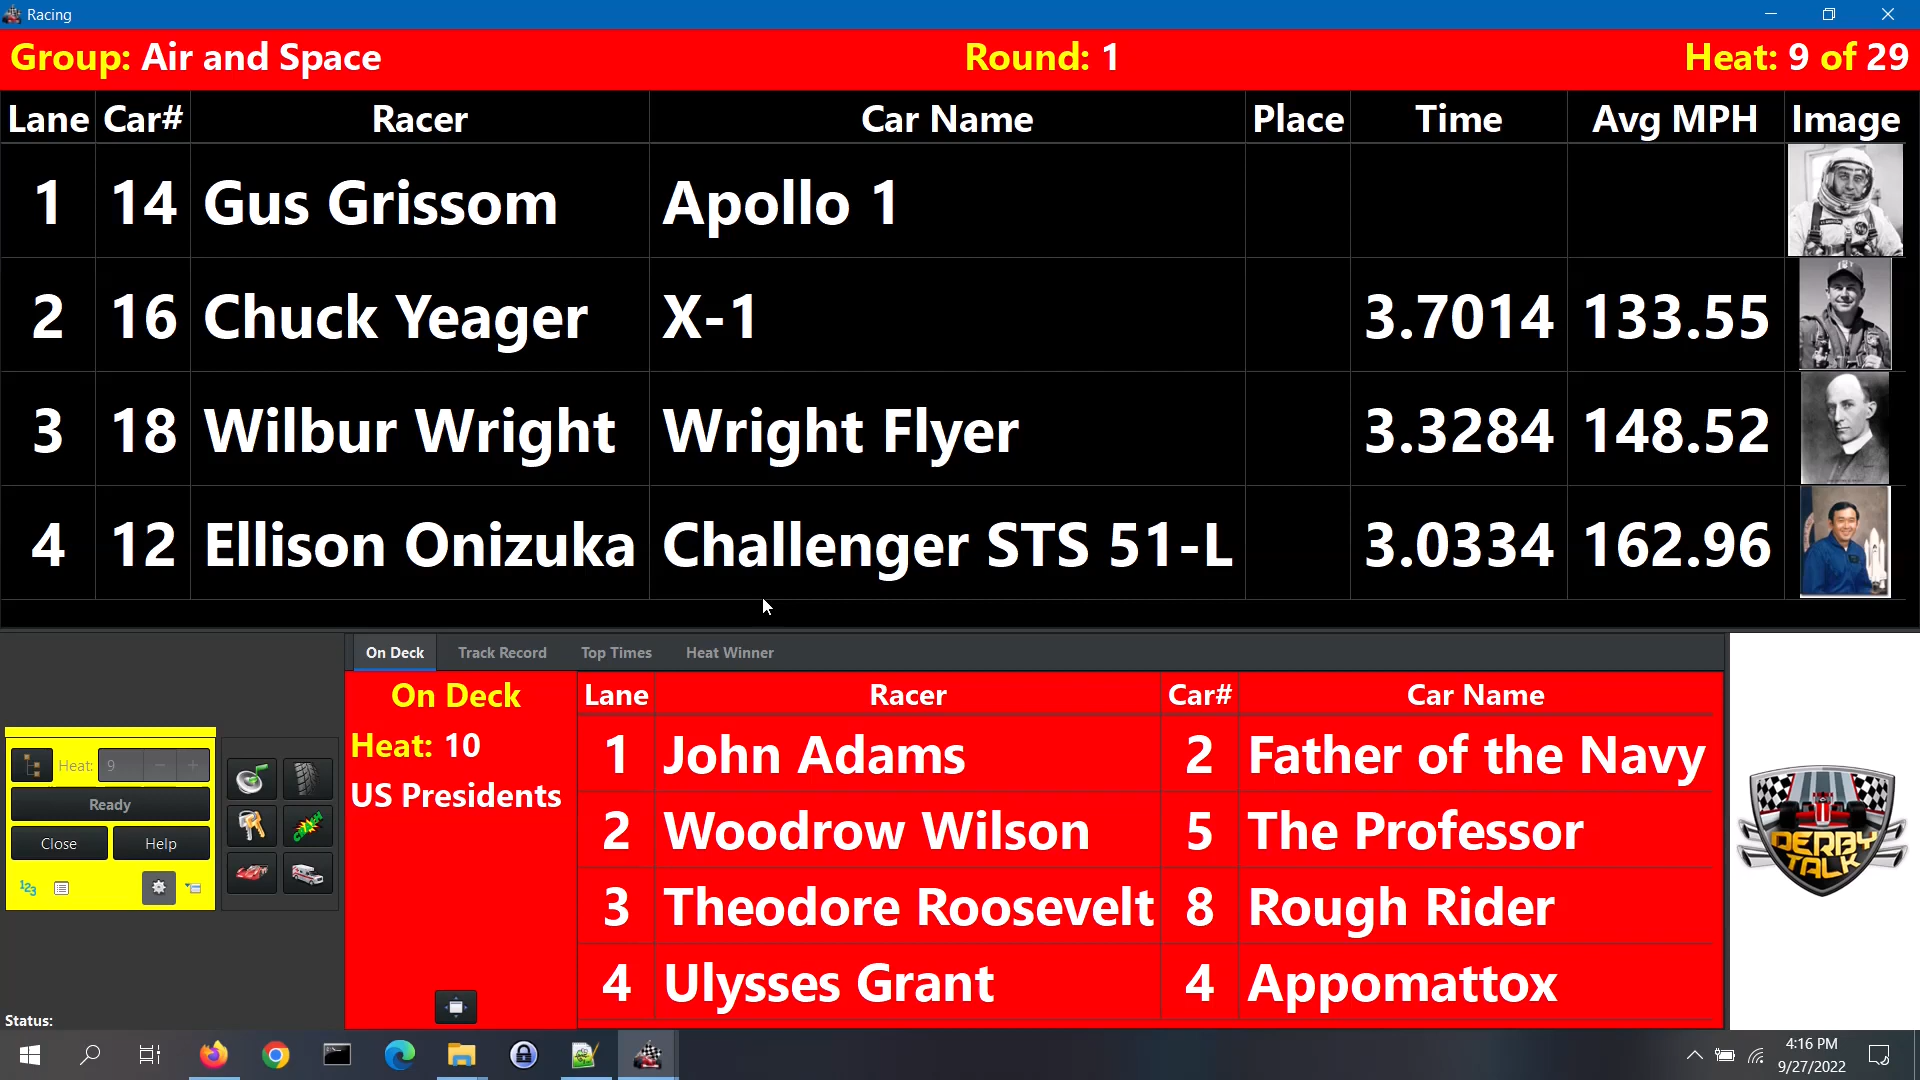 Racing
Group: Air and Space Round: 1 Heat: 9 of 29
Lane Car# Racer Car Name Place Time Avg MPH Image
1 14 Gus Grissom Apollo 1
2 16 Chuck Yeager X-1 3.7014 133.55
3 18 Wilbur Wright Wright Flyer 3.3284 148.52
4 12 Ellison Onizuka Challenger STS 51-L 3.0334 162.96
On Deck Track Record Top Times Heat Winner
On Deck
Heat: 10
US Presidents
Lane Racer Car# Car Name
1 John Adams 2 Father of the Navy
2 Woodrow Wilson 5 The Professor
3 Theodore Roosevelt 8 Rough Rider
4 Ulysses Grant 4 Appomattox
Heat: 9
Ready
Close Help
123
CRASH
DERBY
TALK
Status:
4:16 PM
9/27/2022